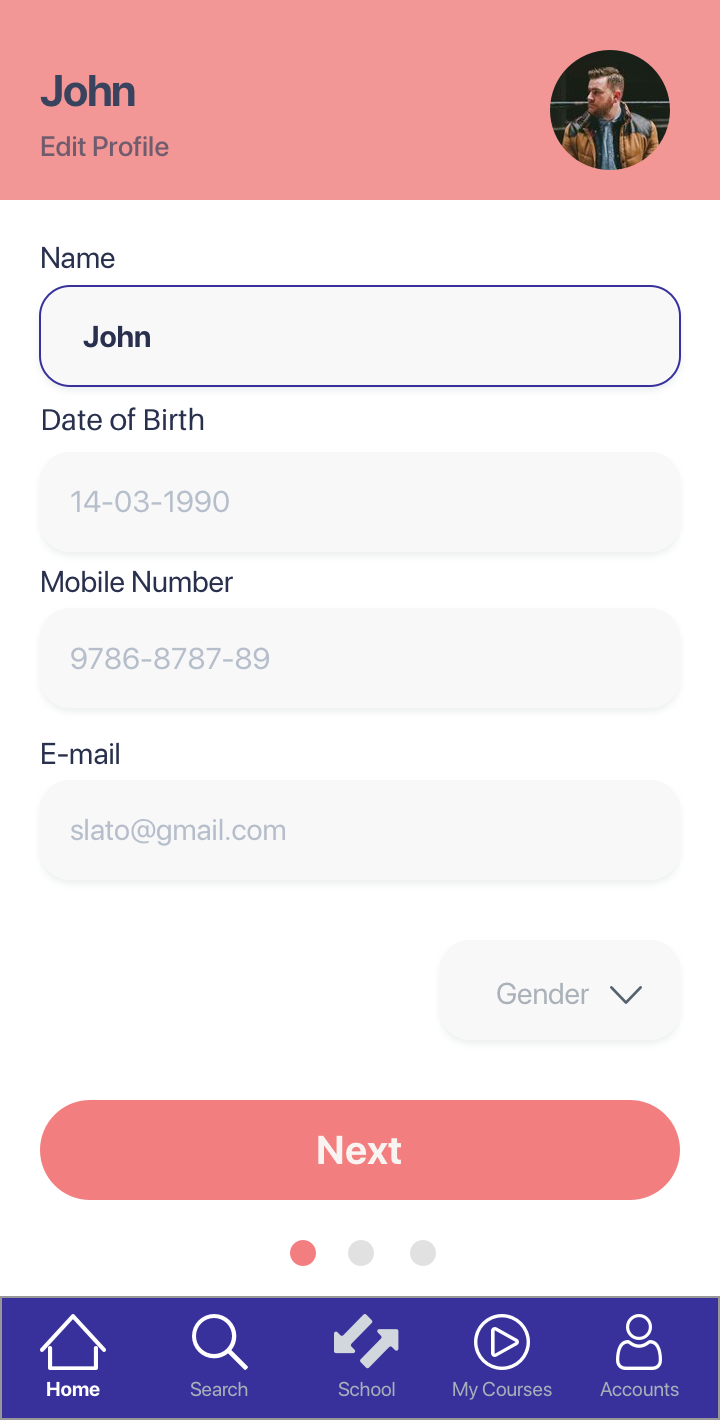 John
Edit Profile
Name
John
Date of Birth
14-03-1990
Mobile Number
9786-8787-89
E-mail
slato@gmail.com
Gender
Next
Home Search School My Courses Accounts